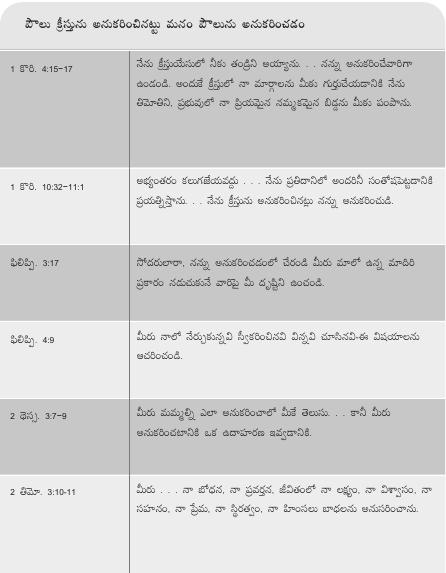 పౌలు క్రీస్తును అనుకరించినట్టు మనం పౌలును అనుకరించడం
1 కొరి. 4:15–17
నేను క్రీస్తుయేసులో నీకు తండ్రిని అయ్యాను. . . నన్ను అనుకరించేవారిగా
ఉండండి. అందుకే క్రీస్తులో నా మార్గాలను మీకు గుర్తుచేయడానికి నేను
తిమోతిని, ప్రభువులో నా ప్రియమైన నమ్మకమైన బిడ్డను మీకు పంపాను.
1 కొరి. 10:32–11:1
అభ్యంతరం కలుగజేయవద్దు . . . నేను ప్రతిదానిలో అందరినీ సంతోషపెట్టడానికి
ప్రయత్నిస్తాను. . . నేను క్రీస్తును అనుకరించినట్లు నన్ను అనుకరించుడి.
ఫిలిప్పి. 3:17
సోదరులారా, నన్ను అనుకరించడంలో చేరండి మీరు మాలో ఉన్న మాదిరి
ప్రకారం నడుచుకునే వారిపై మీ దృష్టిని ఉంచండి.
ఫిలిప్పి. 4:9
మీరు నాలో నేర్చుకున్నవి స్వీకరించినవి విన్నవి చూసినవి-ఈ విషయాలను
ఆచరించండి.
2 థెస్స. 3:7–9
మీరు మమ్మల్ని ఎలా అనుకరించాలో మీకే తెలుసు. . . కానీ మీరు
అనుకరించటానికి ఒక ఉదాహరణ ఇవ్వడానికి.
2 తిమో. 3:10-11
మీరు . . . నా బోధన, నా ప్రవర్తన, జీవితంలో నా లక్ష్యం, నా విశ్వాసం, నా
సహనం, నా ప్రేమ, నా స్థిరత్వం, నా హింసలు బాధలను అనుసరించాను.